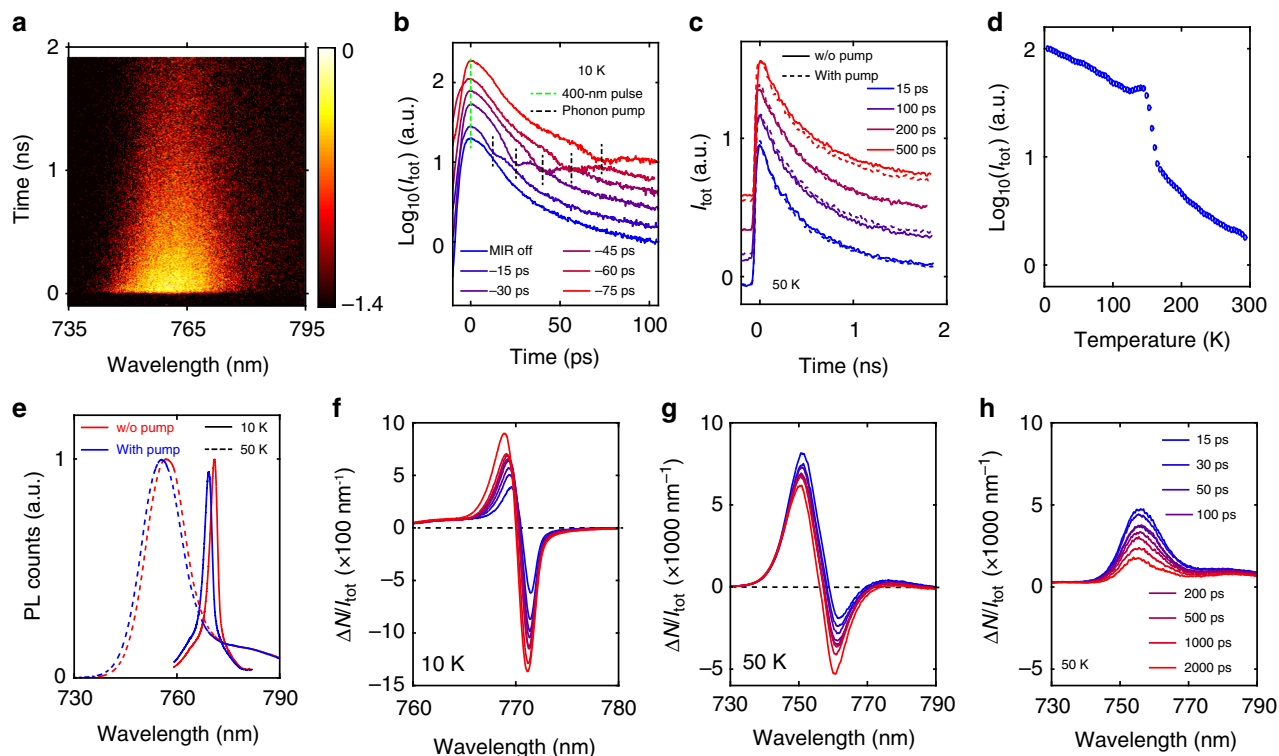 a
2
1
0
Time (ns)
735
765
795
Wavelength (nm)
0
−1.4
b
2
1
0
Log10(Itot) (a.u.)
10 K
400-nm pulse
Phonon pump
MIR off
−15 ps
−30 ps
−45 ps
−60 ps
−75 ps
0
50
100
Time (ps)
c
1
0
Itot (a.u.)
w/o pump
With pump
15 ps
100 ps
200 ps
500 ps
50 K
0
1
2
Time (ns)
d
2
1
0
Log10(Itot) (a.u.)
0
100
200
300
Temperature (K)
e
1
0
PL counts (a.u.)
w/o pump
With pump
10 K
50 K
730
760
790
Wavelength (nm)
f
10
5
0
−5
−10
−15
ΔN/Itot (×100 nm−1)
10 K
760
770
780
Wavelength (nm)
g
10
5
0
−5
ΔN/Itot (×1000 nm−1)
50 K
730
750
770
790
Wavelength (nm)
h
10
5
0
−5
ΔN/Itot (×1000 nm−1)
15 ps
30 ps
50 ps
100 ps
200 ps
500 ps
1000 ps
2000 ps
50 K
730
750
770
790
Wavelength (nm)